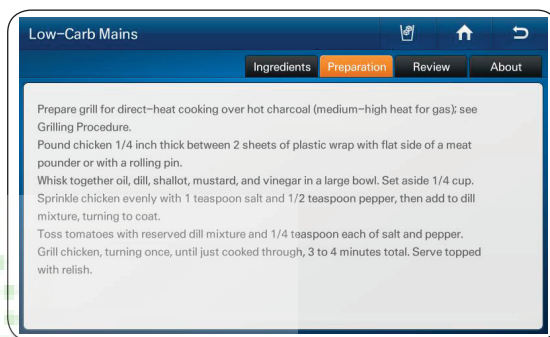 Low-Carb Mains
Ingredients Preparation Review About
Prepare grill for direct-heat cooking over hot charcoal (medium-high heat for gas); see
Grilling Procedure.
Pound chicken 1/4 inch thick between 2 sheets of plastic wrap with flat side of a meat
pounder or with a rolling pin.
Whisk together oil, dill, shallot, mustard, and vinegar in a large bowl. Set aside 1/4 cup.
Sprinkle chicken evenly with 1 teaspoon salt and 1/2 teaspoon pepper, then add to dill
mixture, turning to coat.
Toss tomatoes with reserved dill mixture and 1/4 teaspoon each of salt and pepper.
Grill chicken, turning once, until just cooked through, 3 to 4 minutes total. Serve topped
with relish.